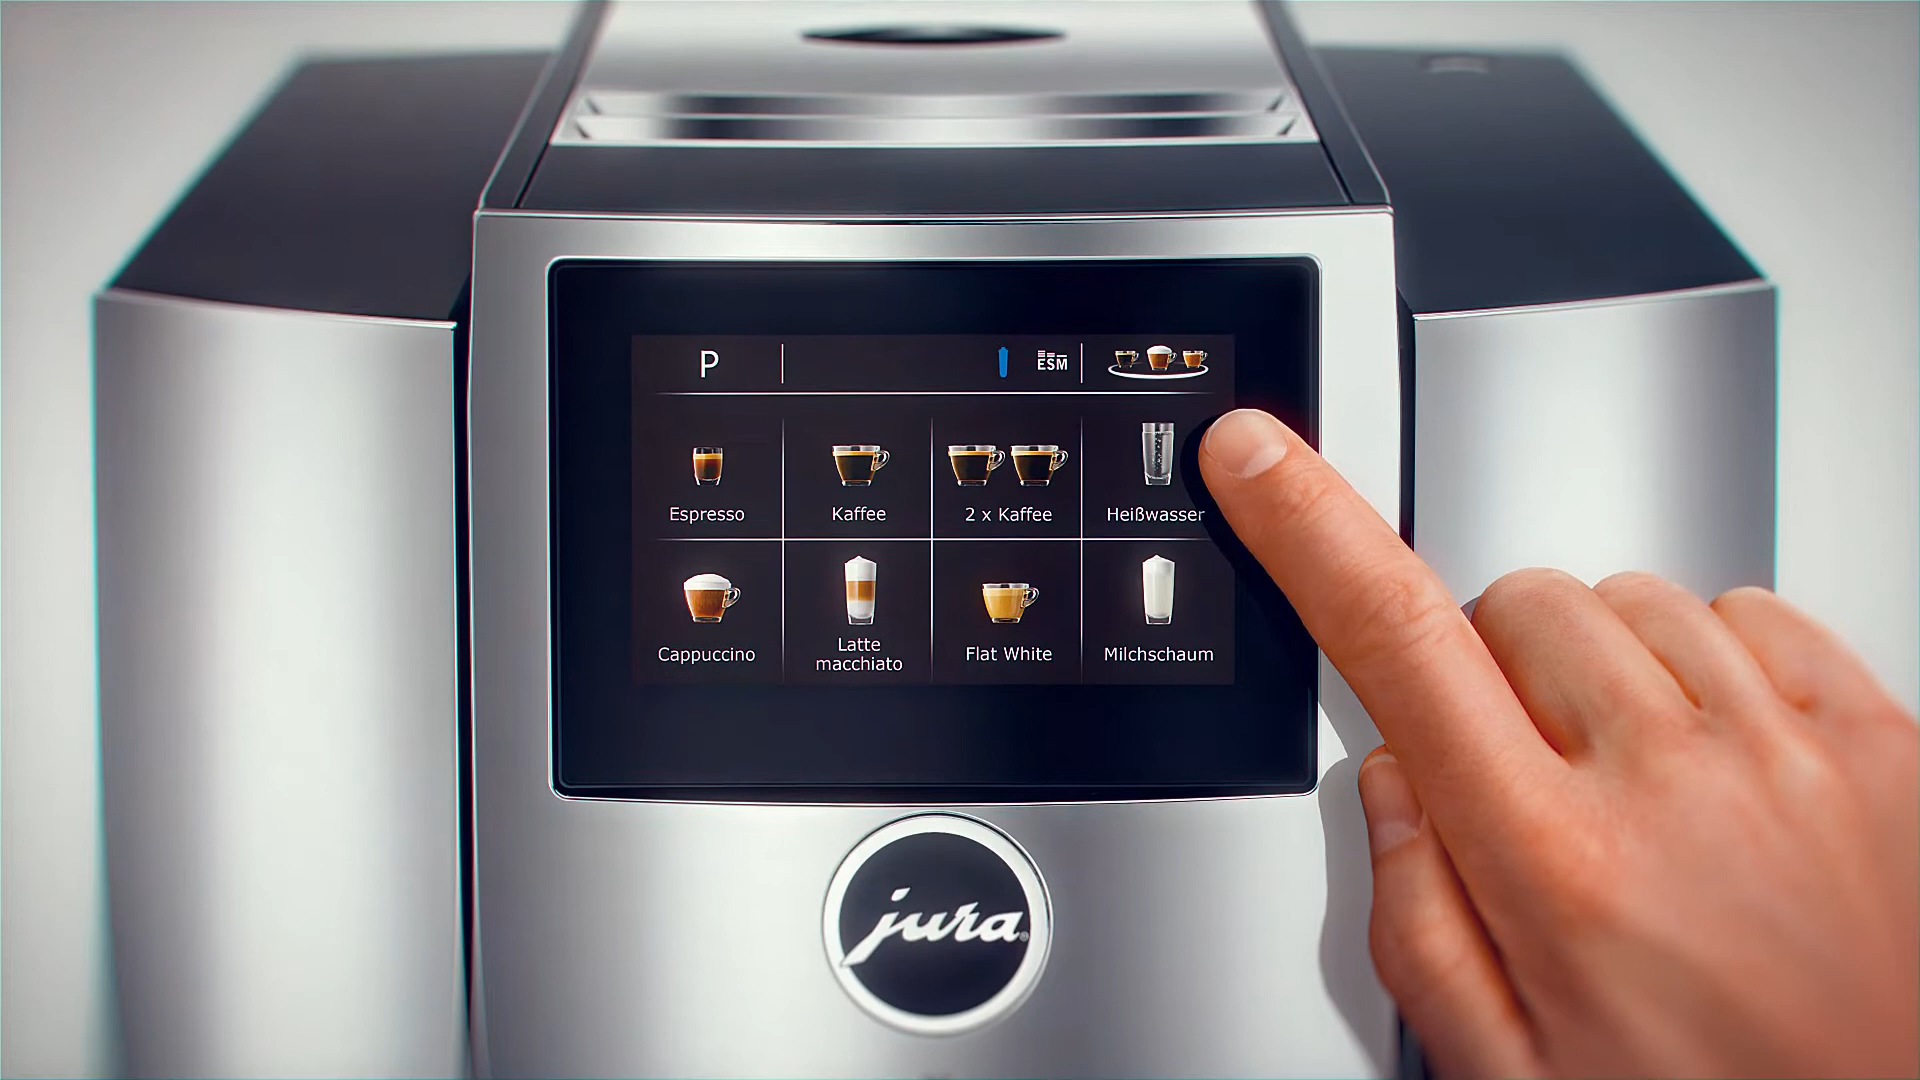 P
ESM
Espresso
Kaffee
2 x Kaffee
Heißwasser
Cappuccino
Latte
macchiato
Flat White
Milchschaum
jura